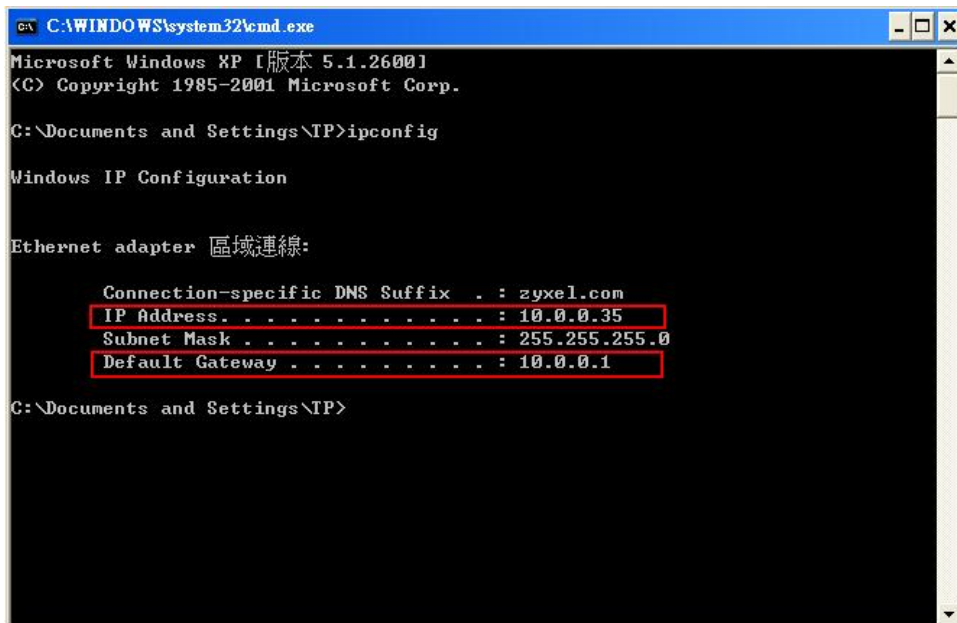 C:\WINDOWS\system32\cmd.exe
Microsoft Windows XP [版本 5.1.2600]
(C) Copyright 1985-2001 Microsoft Corp.
C:\Documents and Settings\TP>ipconfig
Windows IP Configuration
Ethernet adapter 區域連線:
Connection-specific DNS Suffix  . : zyxel.com
IP Address. . . . . . . . . . . . : 10.0.0.35
Subnet Mask . . . . . . . . . . . : 255.255.255.0
Default Gateway . . . . . . . . . : 10.0.0.1
C:\Documents and Settings\TP>